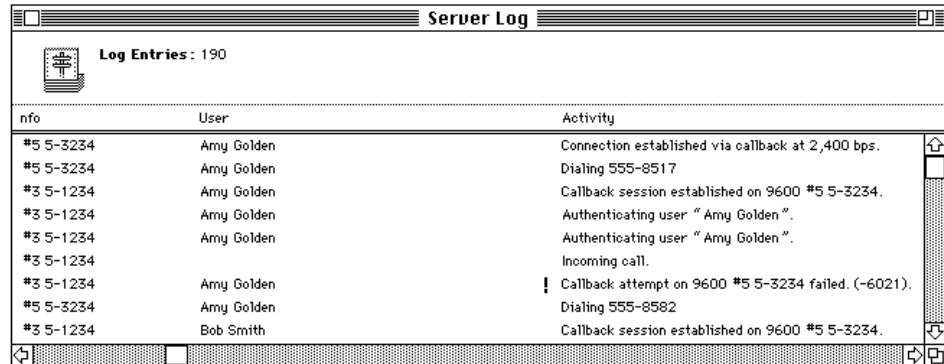 Server Log
Log Entries: 190
nfo User Activity
#5 5-3234 Amy Golden Connection established via callback at 2,400 bps.
#5 5-3234 Amy Golden Dialing 555-8517
#3 5-1234 Amy Golden Callback session established on 9600 #5 5-3234.
#3 5-1234 Amy Golden Authenticating user “Amy Golden”.
#3 5-1234 Amy Golden Authenticating user “Amy Golden”.
#3 5-1234 Incoming call.
#3 5-1234 Amy Golden ! Callback attempt on 9600 #5 5-3234 failed. (-6021).
#5 5-3234 Amy Golden Dialing 555-8582
#3 5-1234 Bob Smith Callback session established on 9600 #5 5-3234.